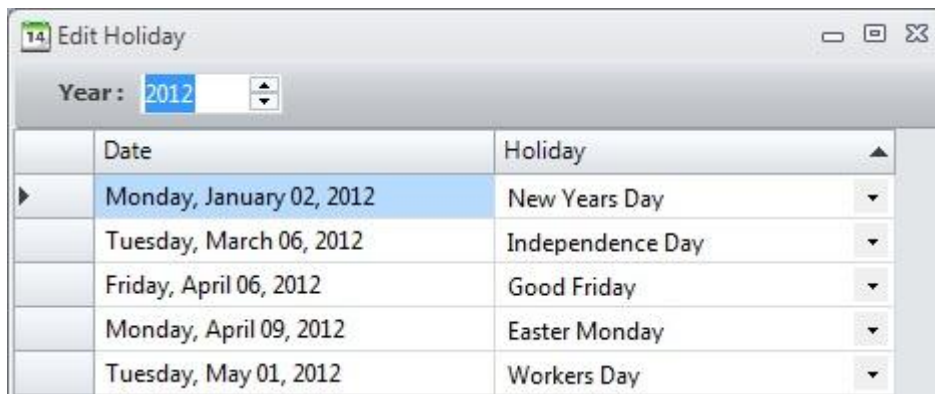 14 Edit Holiday
Year: 2012
Date Holiday
Monday, January 02, 2012 New Years Day
Tuesday, March 06, 2012 Independence Day
Friday, April 06, 2012 Good Friday
Monday, April 09, 2012 Easter Monday
Tuesday, May 01, 2012 Workers Day